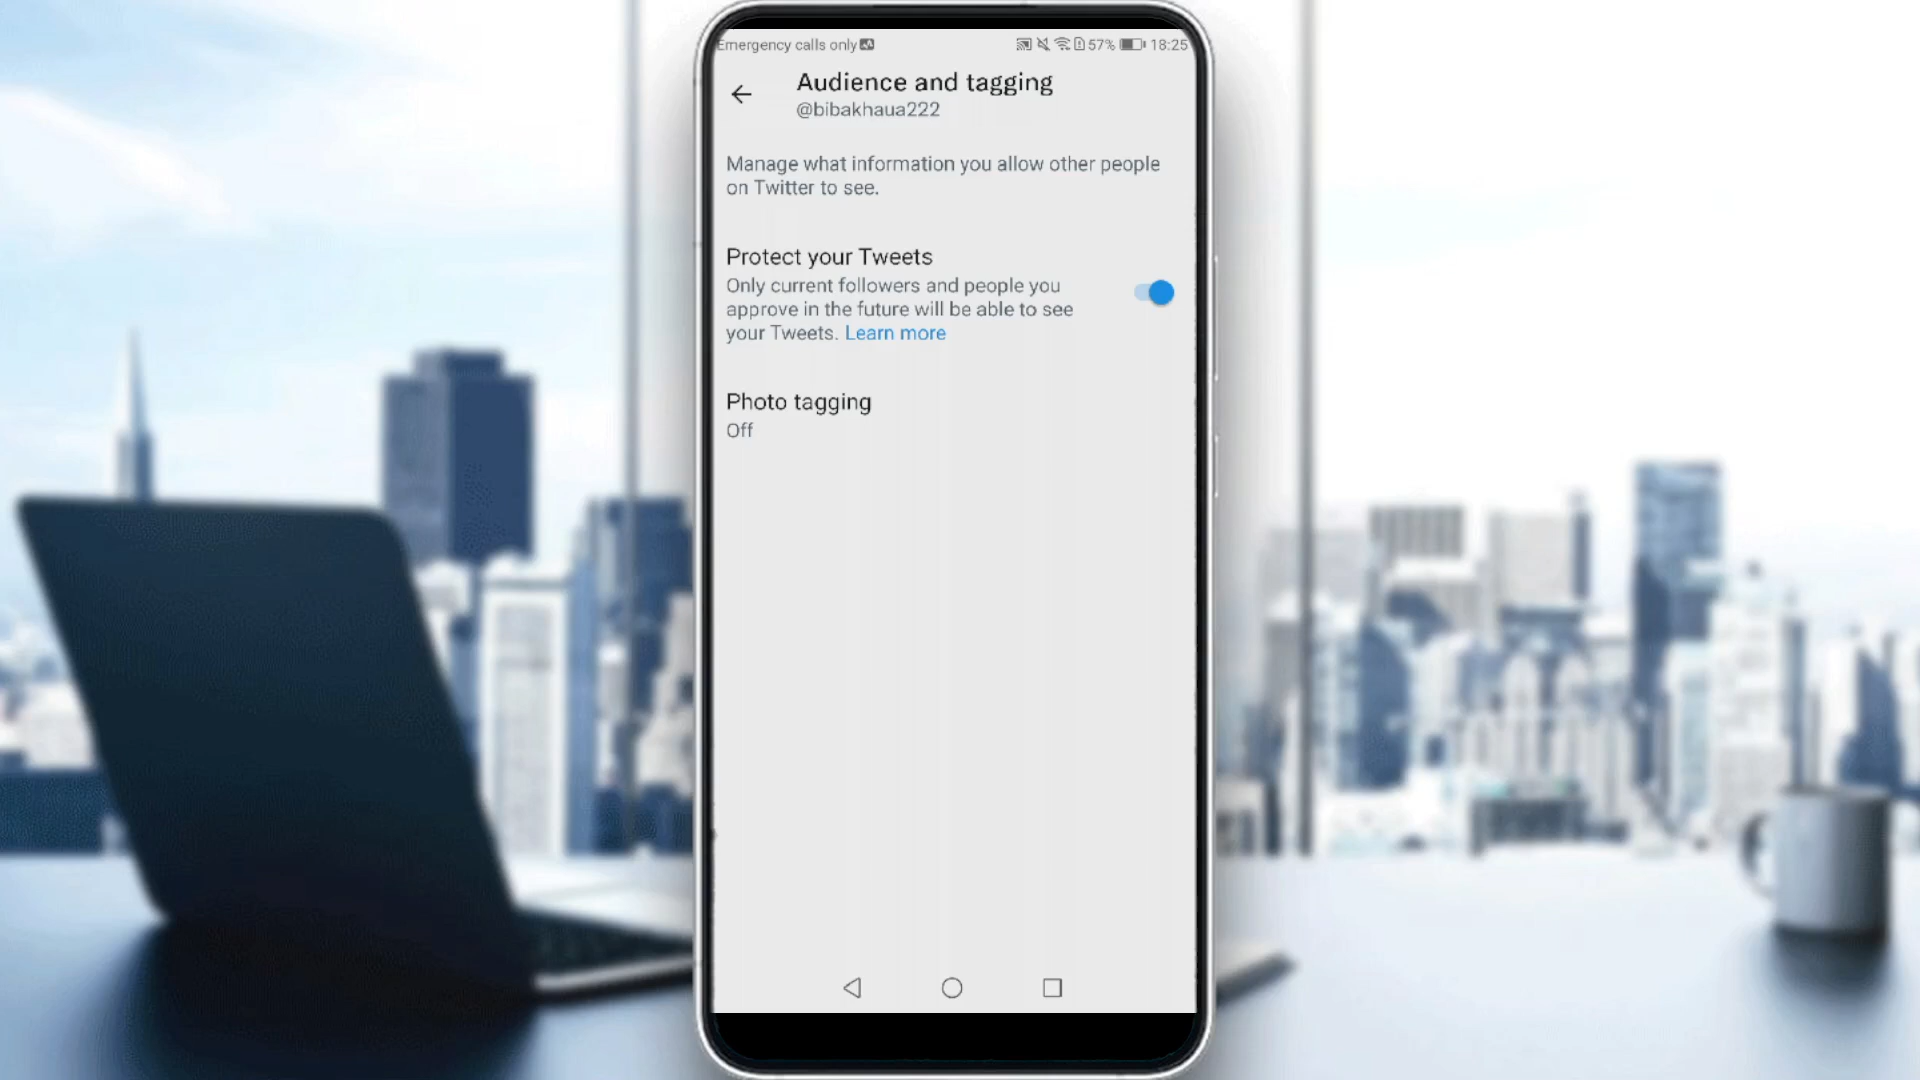 Emergency calls only 57% 18:25
Audience and tagging
@bibakhaua222
Manage what information you allow other people
on Twitter to see.
Protect your Tweets
Only current followers and people you
approve in the future will be able to see
your Tweets. Learn more
Photo tagging
Off